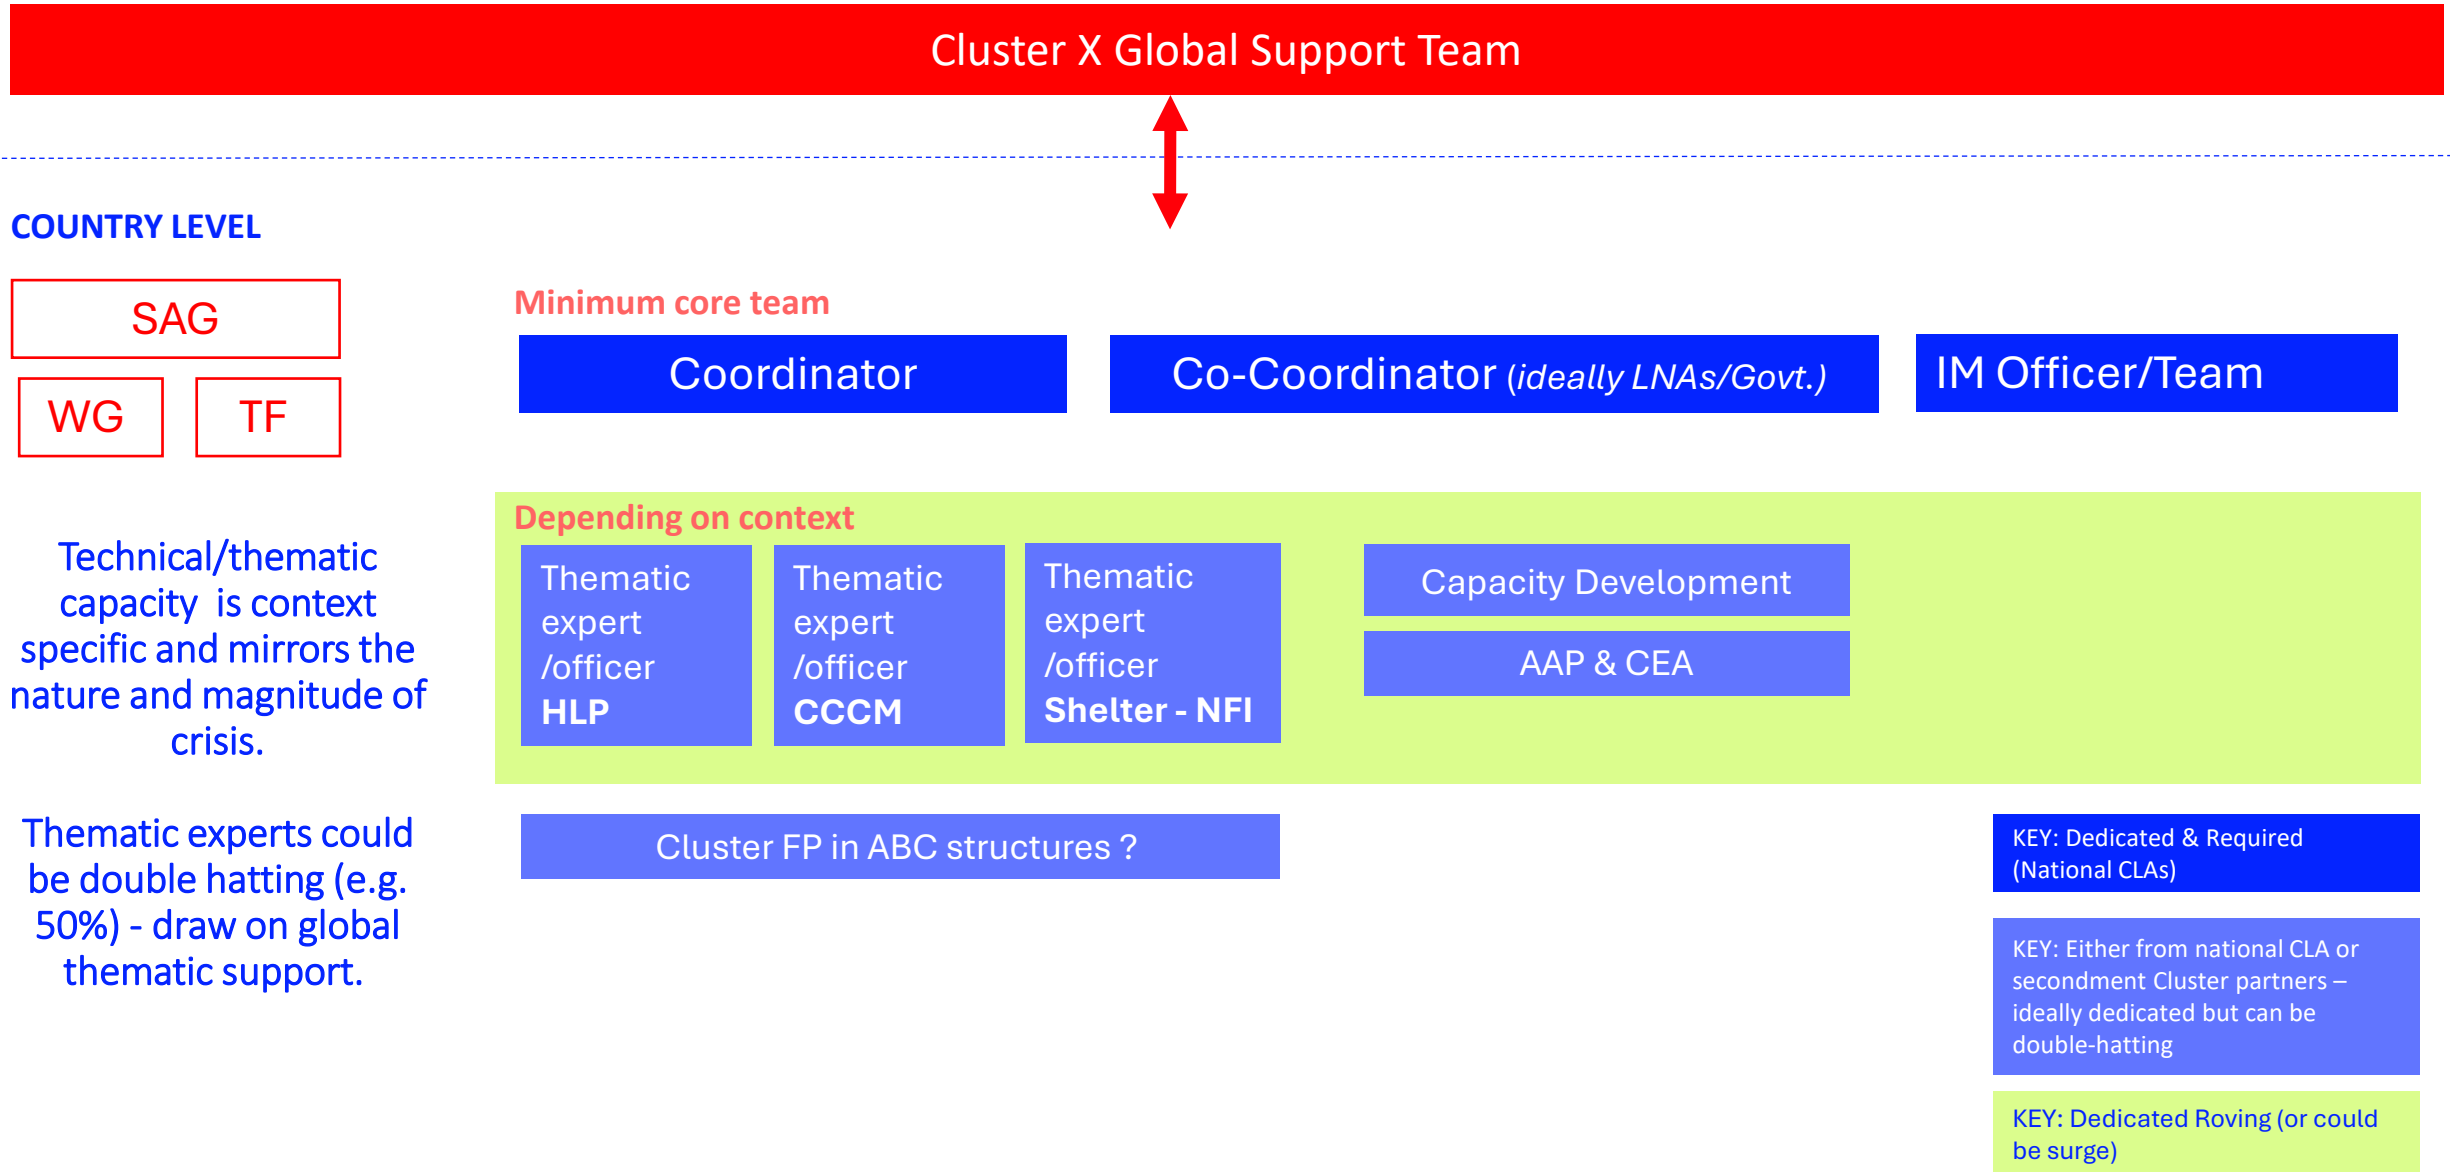 Cluster X Global Support Team
COUNTRY LEVEL
SAG
WG
TF
Minimum core team
Coordinator
Co-Coordinator (ideally LNAs/Govt.)
IM Officer/Team
Technical/thematic
capacity is context
specific and mirrors the
nature and magnitude of
crisis.
Thematic experts could
be double hatting (e.g.
50%) - draw on global
thematic support.
Depending on context
Thematic
expert
/officer
HLP
Thematic
expert
/officer
CCCM
Thematic
expert
/officer
Shelter - NFI
Capacity Development
AAP & CEA
Cluster FP in ABC structures ?
KEY: Dedicated & Required
(National CLAs)
KEY: Either from national CLA or
secondment Cluster partners –
ideally dedicated but can be
double-hatting
KEY: Dedicated Roving (or could
be surge)